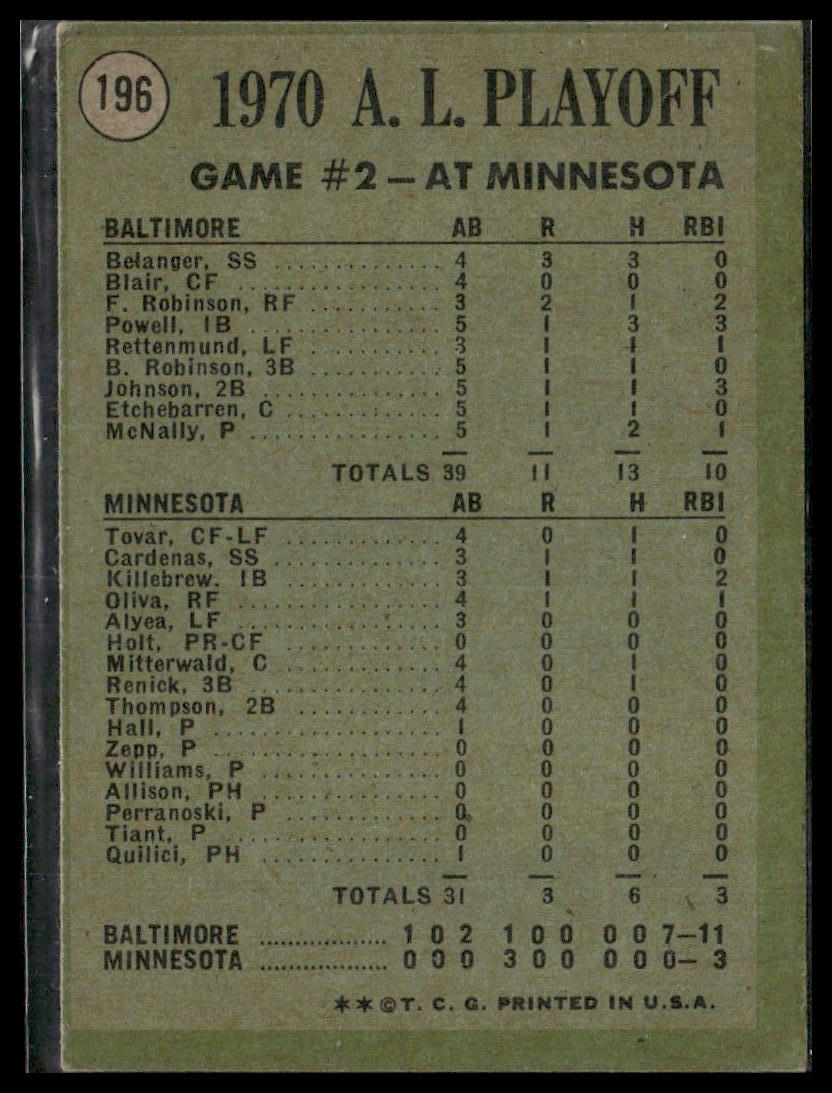 196
1970 A. L. PLAYOFF
GAME #2 — AT MINNESOTA
BALTIMORE AB R H RBI
Belanger, SS .............. 4 3 3 0
Blair, CF ................. 4 0 0 0
F. Robinson, RF ........... 3 2 1 2
Powell, 1B ................ 5 1 3 3
Rettenmund, LF ............ 3 1 1 1
B. Robinson, 3B ........... 5 1 1 0
Johnson, 2B ............... 5 1 1 3
Etchebarren, C ............ 5 1 1 0
McNally, P ................ 5 1 2 1
TOTALS 39 11 13 10
MINNESOTA AB R H RBI
Tovar, CF-LF .............. 4 0 1 0
Cardenas, SS .............. 3 1 1 0
Killebrew. 1B ............. 3 1 1 2
Oliva, RF ................. 4 1 1 1
Alyea, LF ................. 3 0 0 0
Holt, PR-CF ............... 0 0 0 0
Mitterwald, C ............. 4 0 1 0
Renick, 3B ................ 4 0 1 0
Thompson, 2B .............. 4 0 0 0
Hall, P ................... 1 0 0 0
Zepp, P ................... 0 0 0 0
Williams, P ............... 0 0 0 0
Allison, PH ............... 0 0 0 0
Perranoski, P ............. 0 0 0 0
Tiant, P .................. 0 0 0 0
Quilici, PH ............... 1 0 0 0
TOTALS 31 3 6 3
BALTIMORE .................. 1 0 2 1 0 0 0 0 7—11
MINNESOTA .................. 0 0 0 3 0 0 0 0 0— 3
**©T. C. G. PRINTED IN U.S.A.